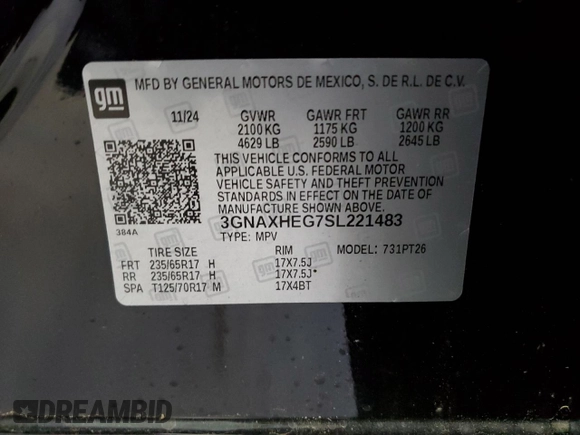 gm
MFD BY GENERAL MOTORS DE MEXICO, S. DE R.L. DE C.V.
11/24 GVWR GAWR FRT GAWR RR
2100 KG 1175 KG 1200 KG
4629 LB 2590 LB 2645 LB
THIS VEHICLE CONFORMS TO ALL
APPLICABLE U.S. FEDERAL MOTOR
VEHICLE SAFETY AND THEFT PREVENTION
STANDARDS IN EFFECT ON THE DATE OF
MANUFACTURE SHOWN ABOVE.
384A
3GNAXHEG7SL221483
TYPE: MPV MODEL: 731PT26
TIRE SIZE RIM
FRT 235/65R17 H 17X7.5J
RR 235/65R17 H 17X7.5J*
SPA T125/70R17 M 17X4BT
DREAMBID